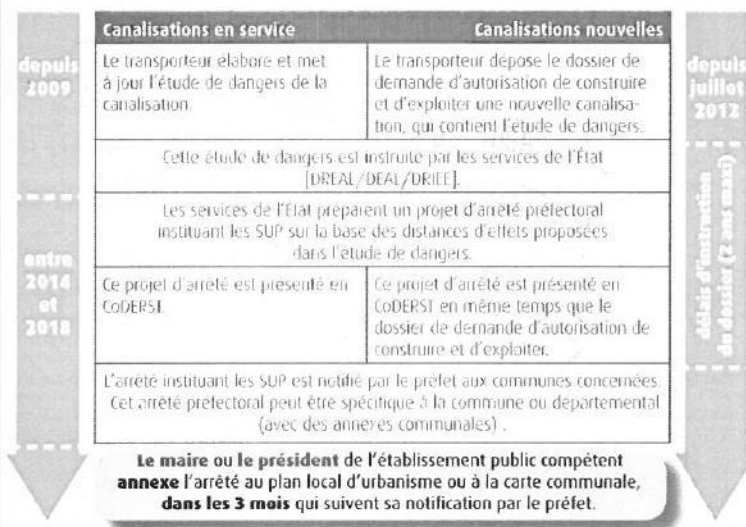 Canalisations en service
Canalisations nouvelles
depuis
2009
Le transporteur élabore et met
à jour l'étude de dangers de la
canalisation.
Le transporteur dépose le dossier de
demande d'autorisation de construire
et d'exploiter une nouvelle canalisa-
tion, qui contient l'étude de dangers.
depuis
juillet
2012
Cette étude de dangers est instruite par les services de l'État
[DREAL/DEAL/DRIEE].
Les services de l'État préparent un projet d'arrêté préfectoral
instituant les SUP sur la base des distances d'effets proposées
dans l'étude de dangers.
entre
2014
et
2018
Ce projet d'arrêté est présenté en
CoDERST.
Ce projet d'arrêté est présenté en
CoDERST en même temps que le
dossier de demande d'autorisation de
construire et d'exploiter.
délais d'instruction
du dossier (2 ans maxi)
L'arrêté instituant les SUP est notifié par le préfet aux communes concernées.
Cet arrêté préfectoral peut être spécifique à la commune ou départemental
(avec des annexes communales) .
Le maire ou le président de l'établissement public compétent
annexe l'arrêté au plan local d'urbanisme ou à la carte communale,
dans les 3 mois qui suivent sa notification par le préfet.